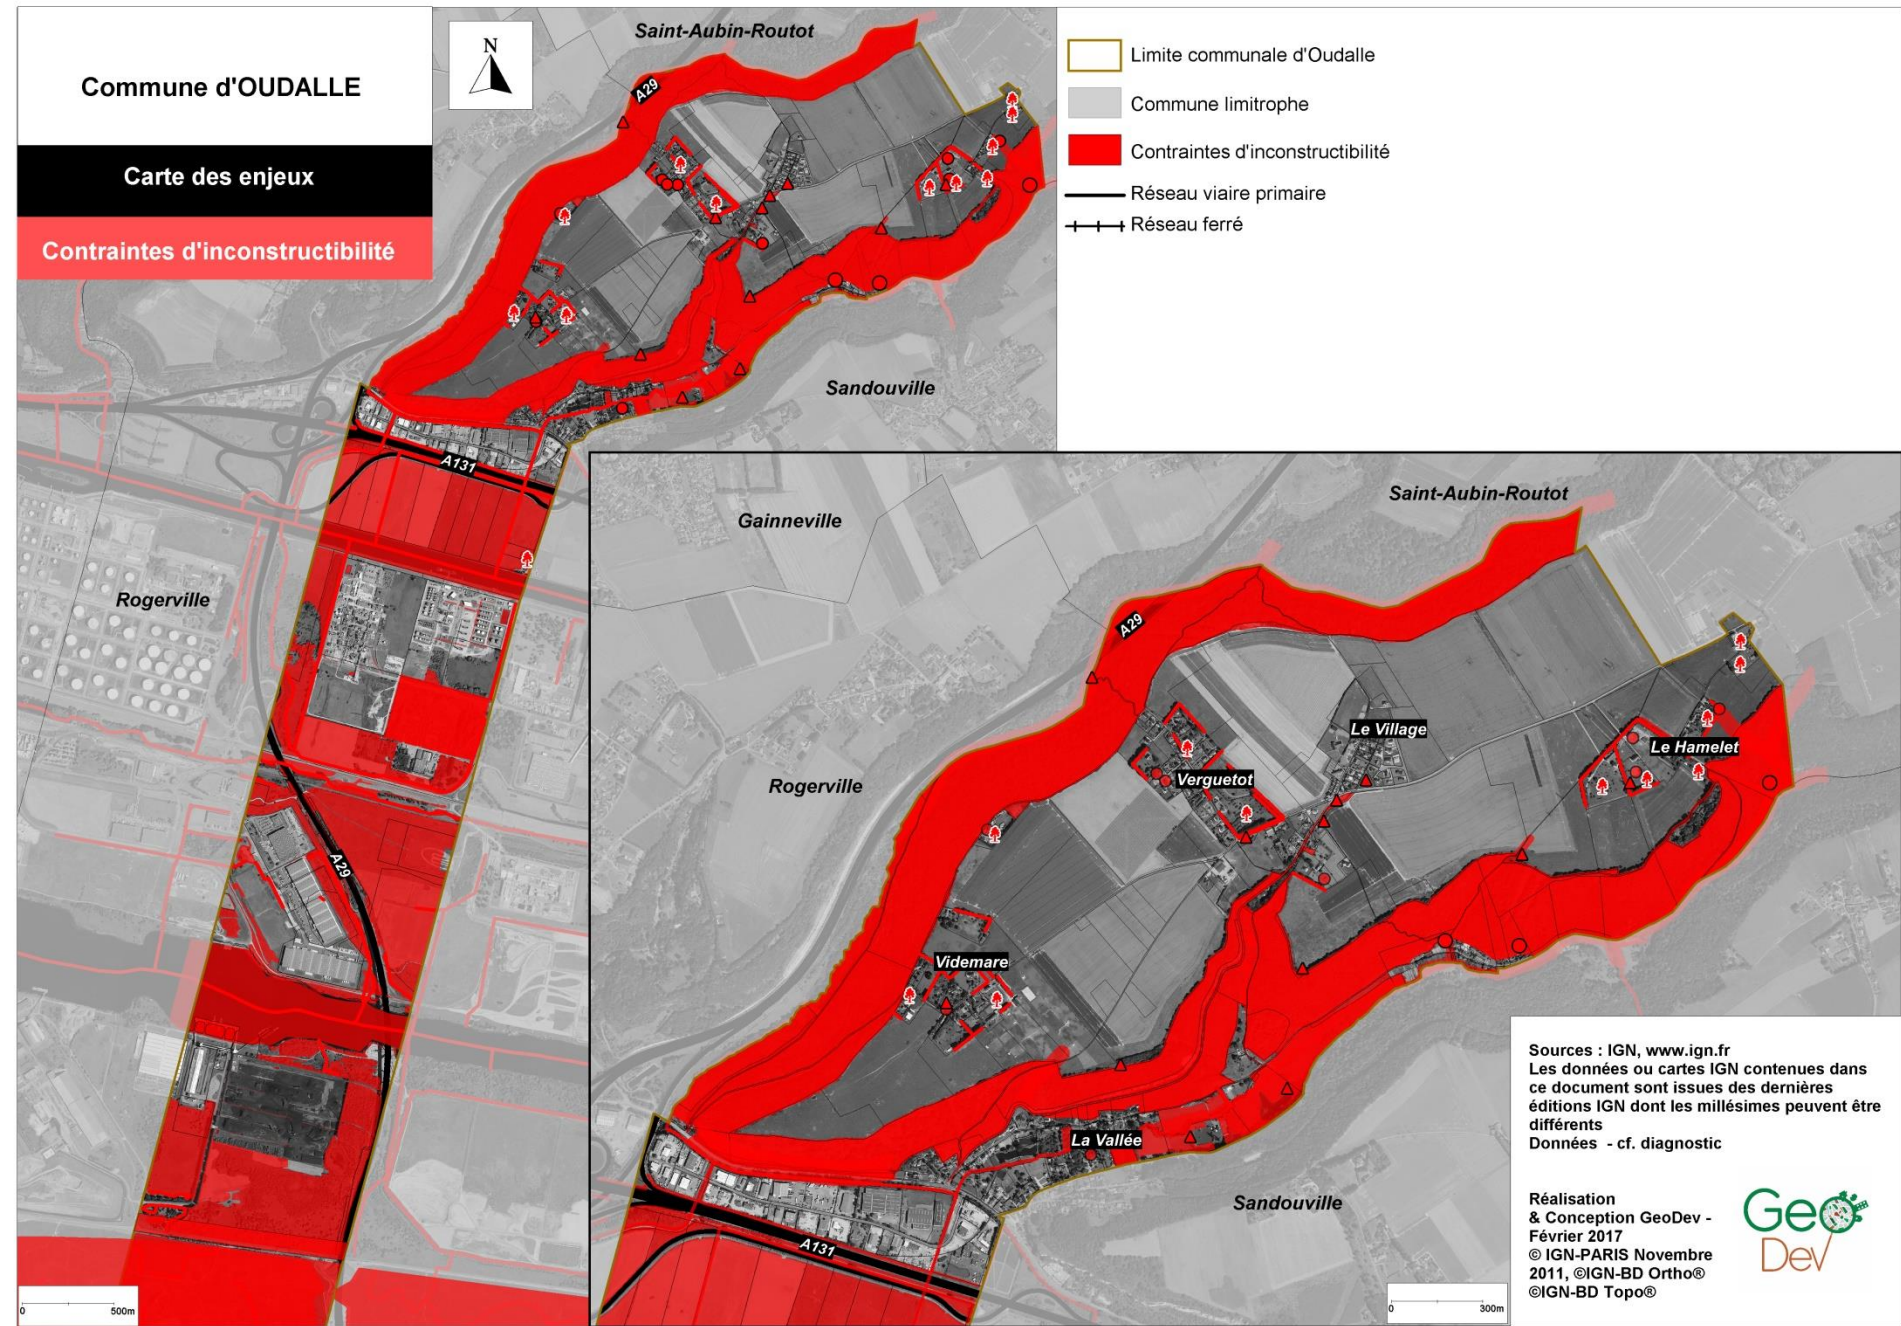 Commune d'OUDALLE
Carte des enjeux
Contraintes d'inconstructibilité
N
Saint-Aubin-Routot
A29
Sandouville
A131
Rogerville
A29
0 500m
Limite communale d'Oudalle
Commune limitrophe
Contraintes d'inconstructibilité
Réseau viaire primaire
Réseau ferré
Saint-Aubin-Routot
Gainneville
A29
Le Village
Le Hamelet
Verguetot
Rogerville
Videmare
La Vallée
Sandouville
A131
0 300m
Sources : IGN, www.ign.fr
Les données ou cartes IGN contenues dans
ce document sont issues des dernières
éditions IGN dont les millésimes peuvent être
différents
Données - cf. diagnostic
Réalisation
& Conception GeoDev -
Février 2017
© IGN-PARIS Novembre
2011, ©IGN-BD Ortho®
©IGN-BD Topo®
Geo
Dev